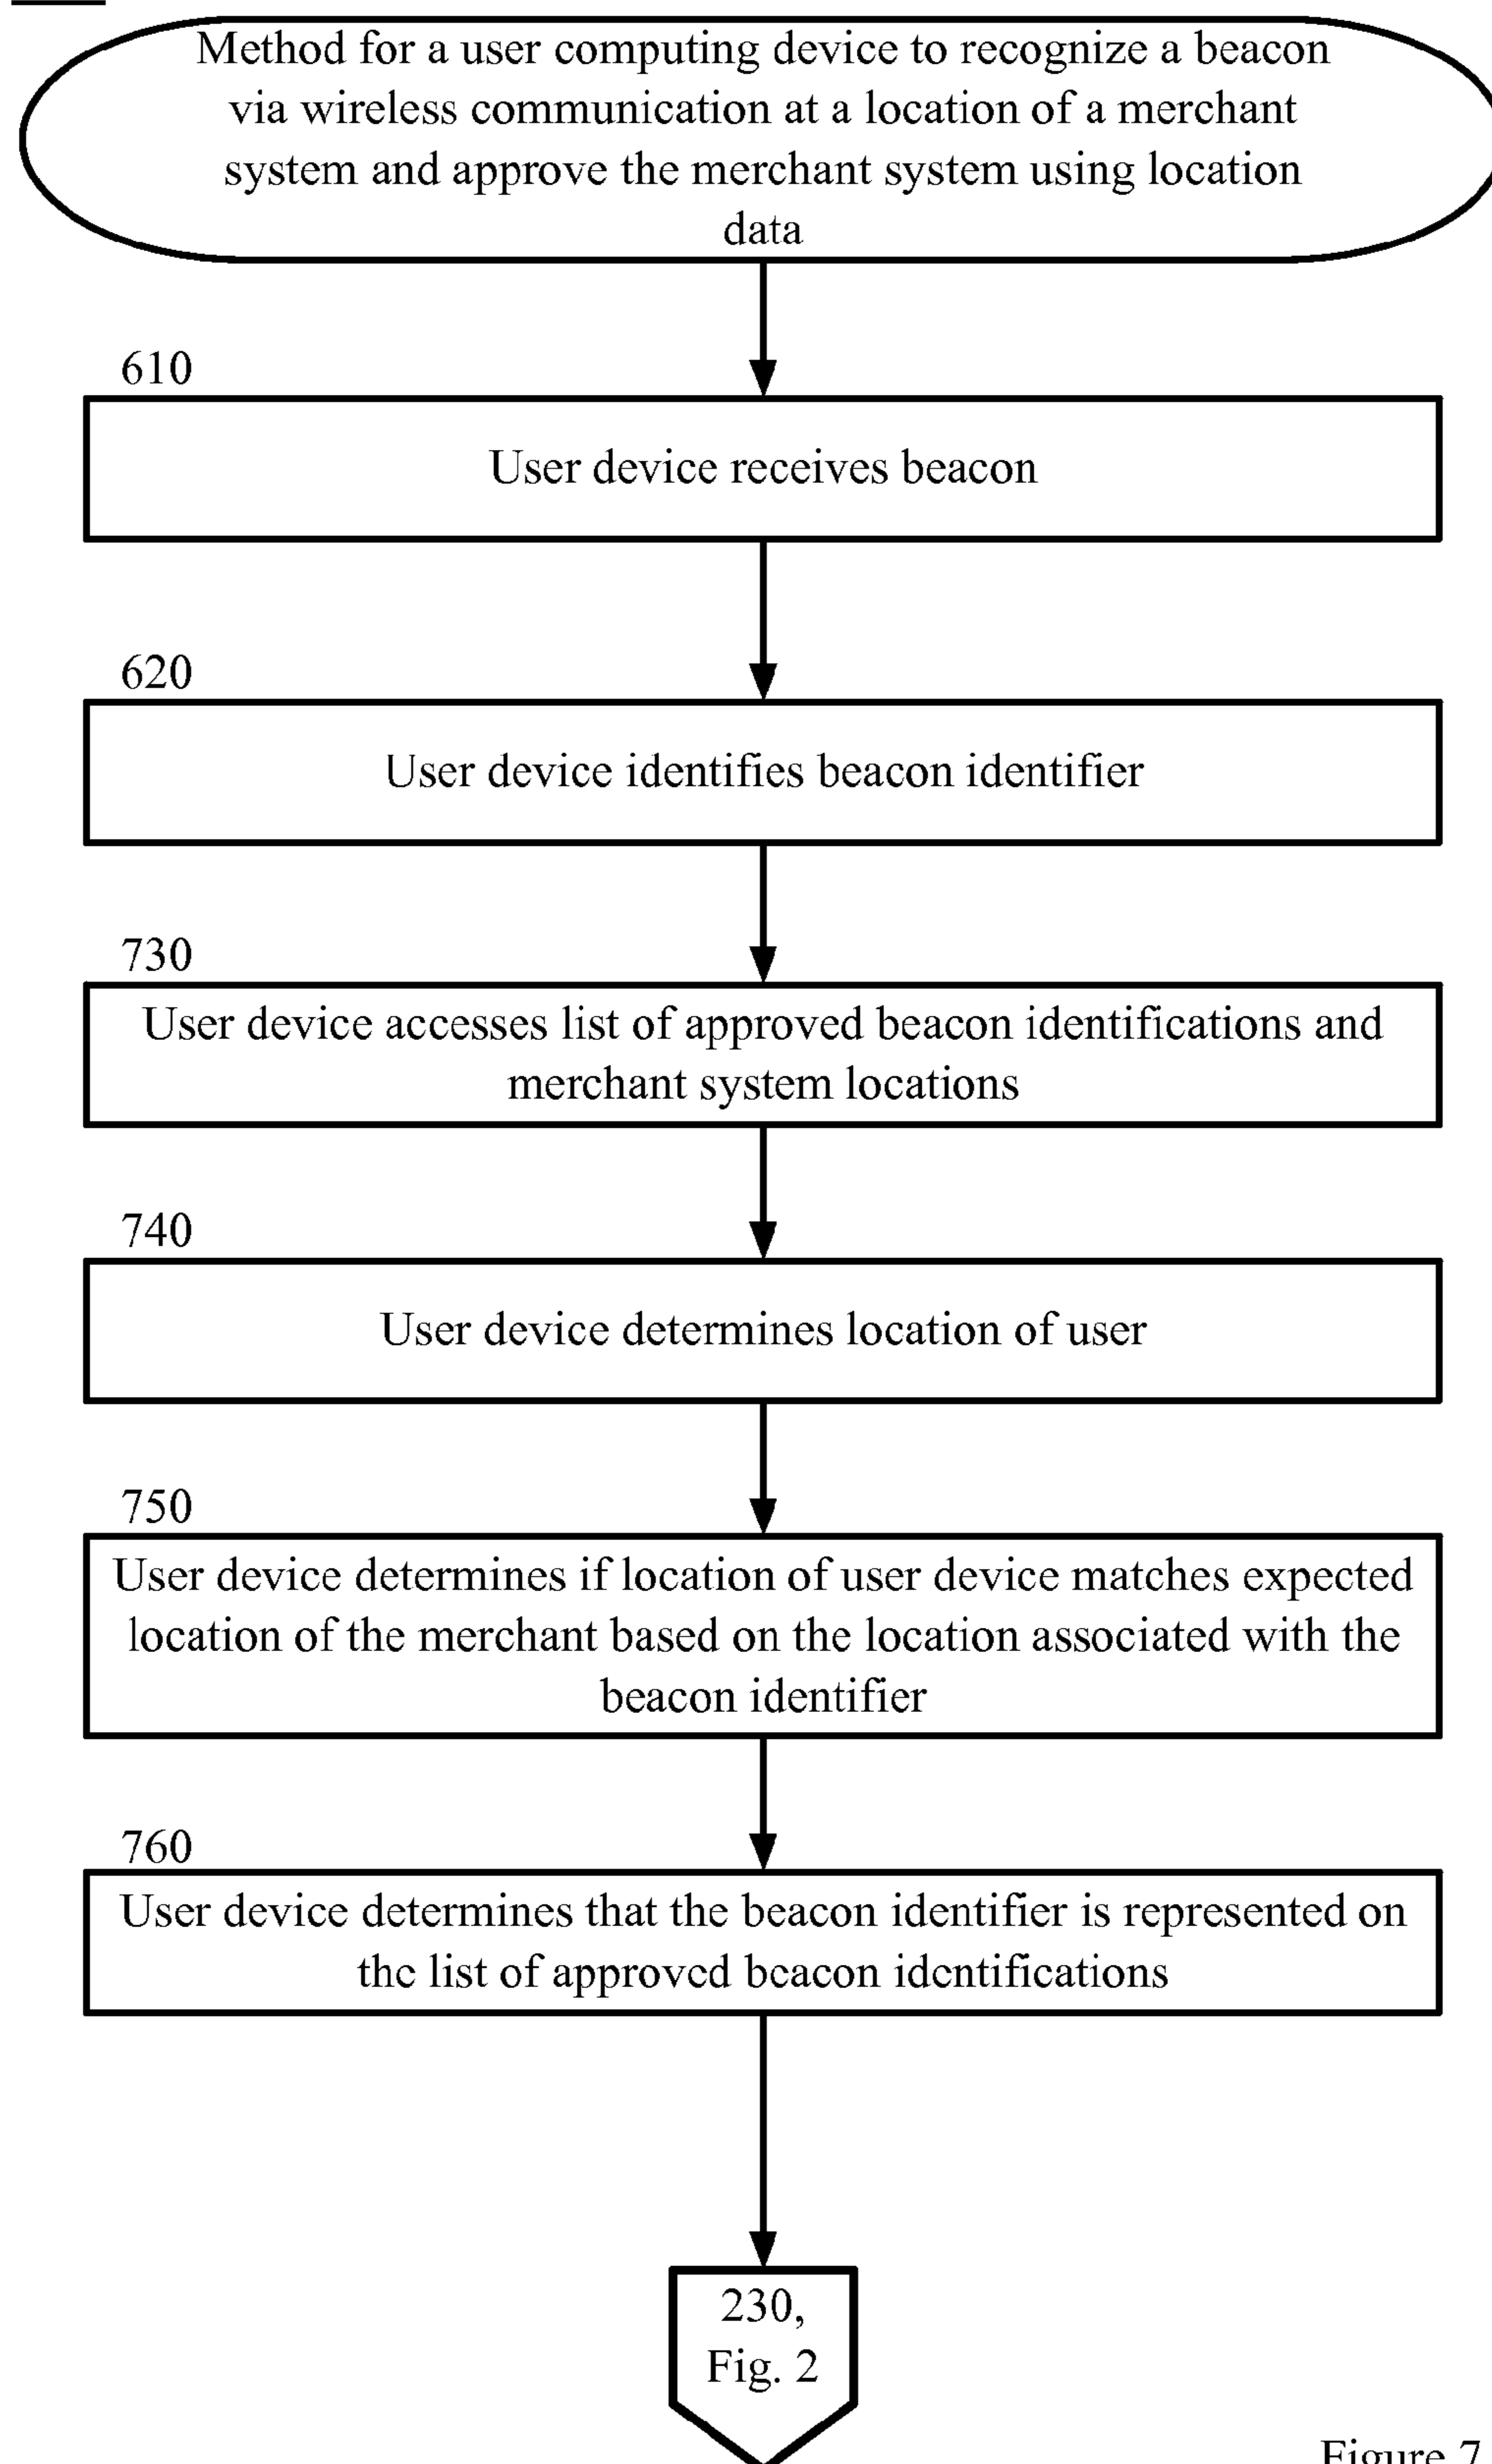 Method for a user computing device to recognize a beacon
via wireless communication at a location of a merchant
system and approve the merchant system using location
data
610
User device receives beacon
620
User device identifies beacon identifier
730
User device accesses list of approved beacon identifications and
merchant system locations
740
User device determines location of user
750
User device determines if location of user device matches expected
location of the merchant based on the location associated with the
beacon identifier
760
User device determines that the beacon identifier is represented on
the list of approved beacon identifications
230,
Fig. 2
Figure 7